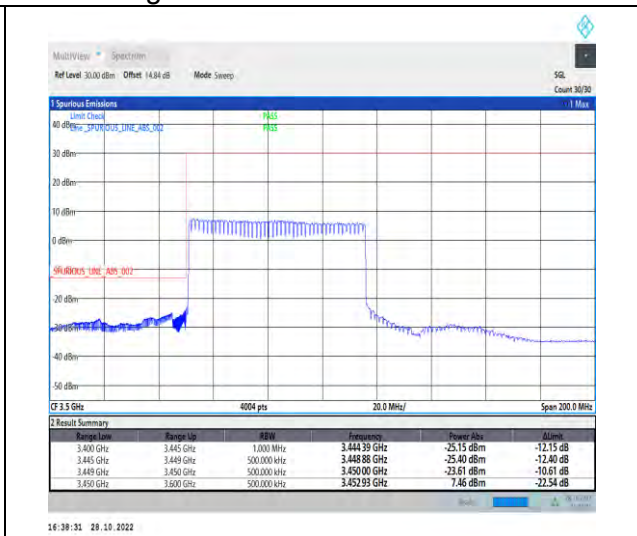 MultiView Spectrum
Ref Level 30.00 dBm Offset 14.84 dB Mode Sweep SGL
Count 30/30
1 Spurious Emissions 1 Max
Limit Check PASS
40 dBm Line _SPURIOUS_LINE_ABS_002 PASS
30 dBm
20 dBm
10 dBm
0 dBm
_SPURIOUS_LINE_ABS_002
-20 dBm
-30 dBm
-40 dBm
-50 dBm
CF 3.5 GHz 4004 pts 20.0 MHz/ Span 200.0 MHz
2 Result Summary
Range Low Range Up RBW Frequency Power Abs ΔLimit
3.400 GHz 3.445 GHz 1.000 MHz 3.444 39 GHz -25.15 dBm -12.15 dB
3.445 GHz 3.449 GHz 500.000 kHz 3.448 88 GHz -25.40 dBm -12.40 dB
3.449 GHz 3.450 GHz 500.000 kHz 3.450 00 GHz -23.61 dBm -10.61 dB
3.450 GHz 3.600 GHz 500.000 kHz 3.452 93 GHz 7.46 dBm -22.54 dB
16:38:31 28.10.2022